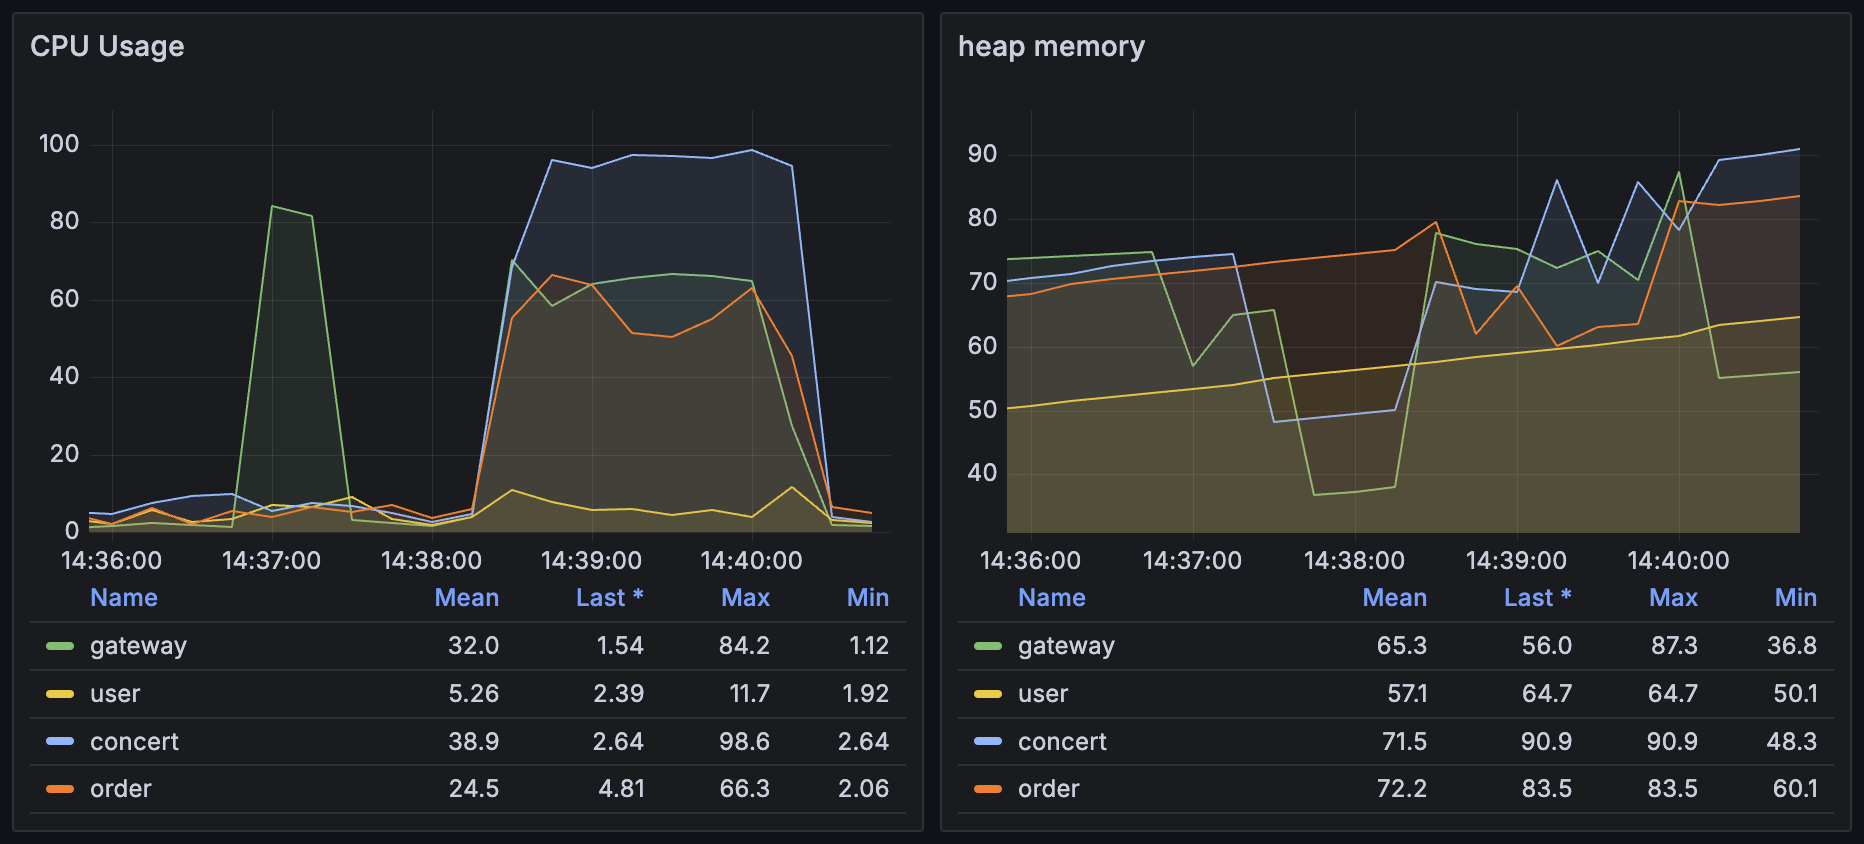 CPU Usage
100
80
60
40
20
0
14:36:00 14:37:00 14:38:00 14:39:00 14:40:00
Name Mean Last * Max Min
gateway 32.0 1.54 84.2 1.12
user 5.26 2.39 11.7 1.92
concert 38.9 2.64 98.6 2.64
order 24.5 4.81 66.3 2.06
heap memory
90
80
70
60
50
40
14:36:00 14:37:00 14:38:00 14:39:00 14:40:00
Name Mean Last * Max Min
gateway 65.3 56.0 87.3 36.8
user 57.1 64.7 64.7 50.1
concert 71.5 90.9 90.9 48.3
order 72.2 83.5 83.5 60.1